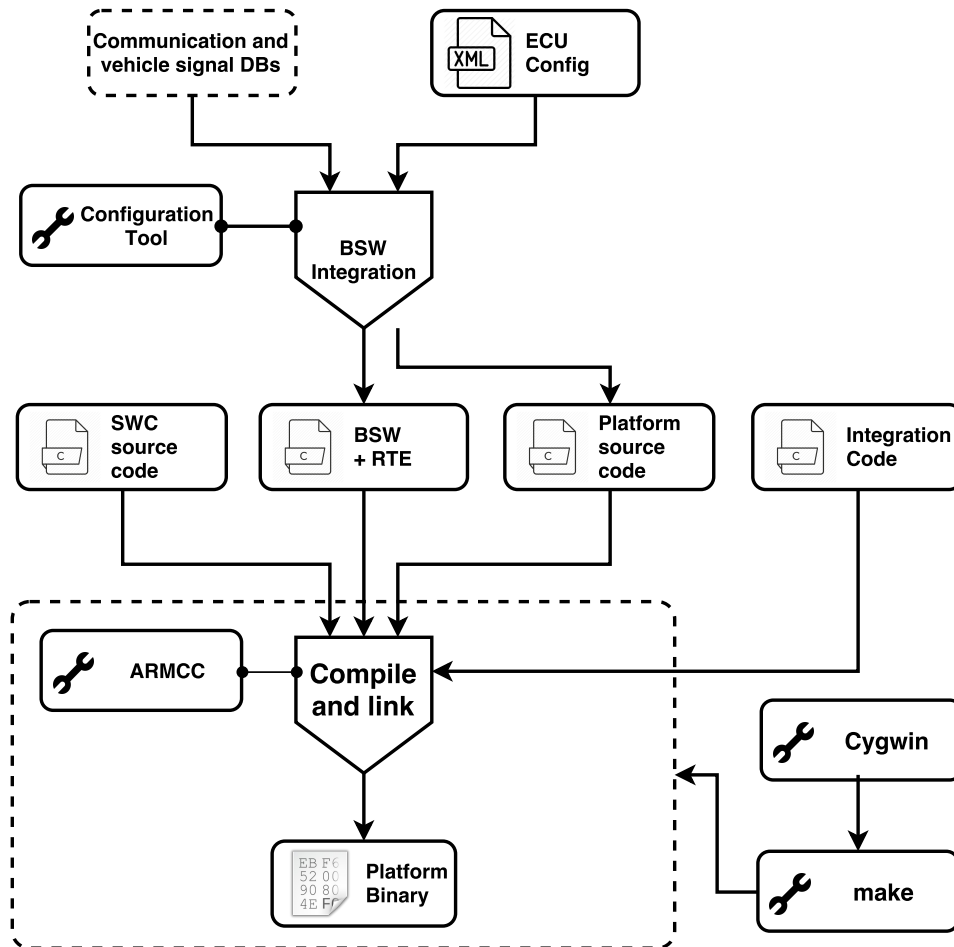 Communication and
vehicle signal DBs
XML
ECU
Config
Configuration
Tool
BSW
Integration
C
SWC
source
code
C
BSW
+ RTE
C
Platform
source
code
C
Integration
Code
ARMCC
Compile
and link
Cygwin
EB F6
52 00
90 80
4E FC
Platform
Binary
make